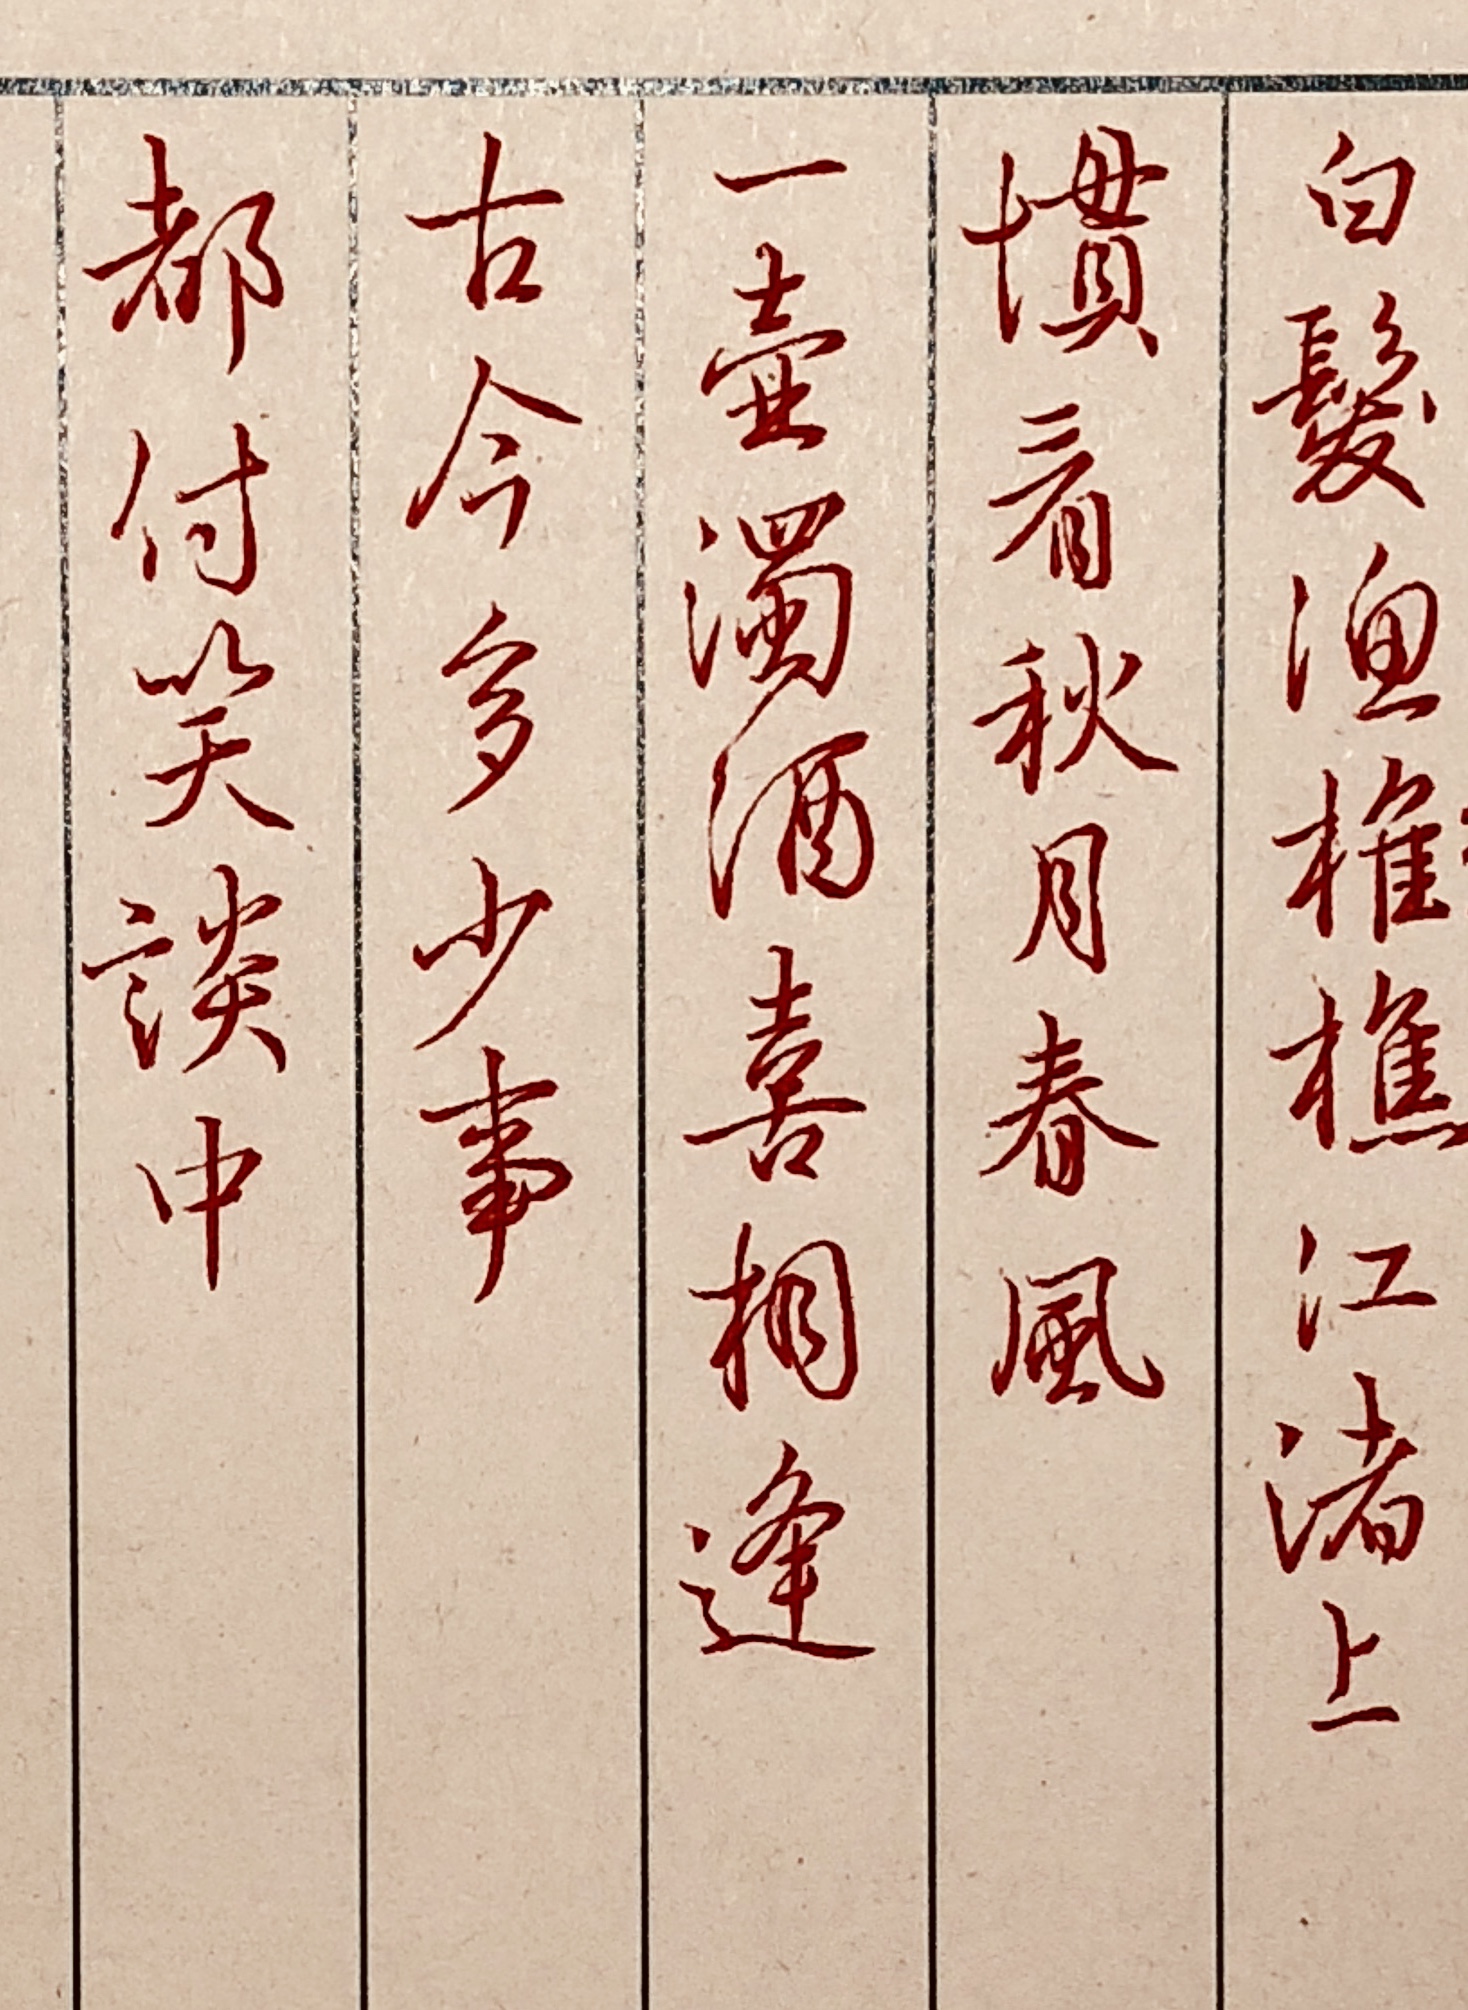 白髮漁椎樵江渚上
慣看秋月春風
一壺濁酒喜相逢
古今多少事
都付笑談中